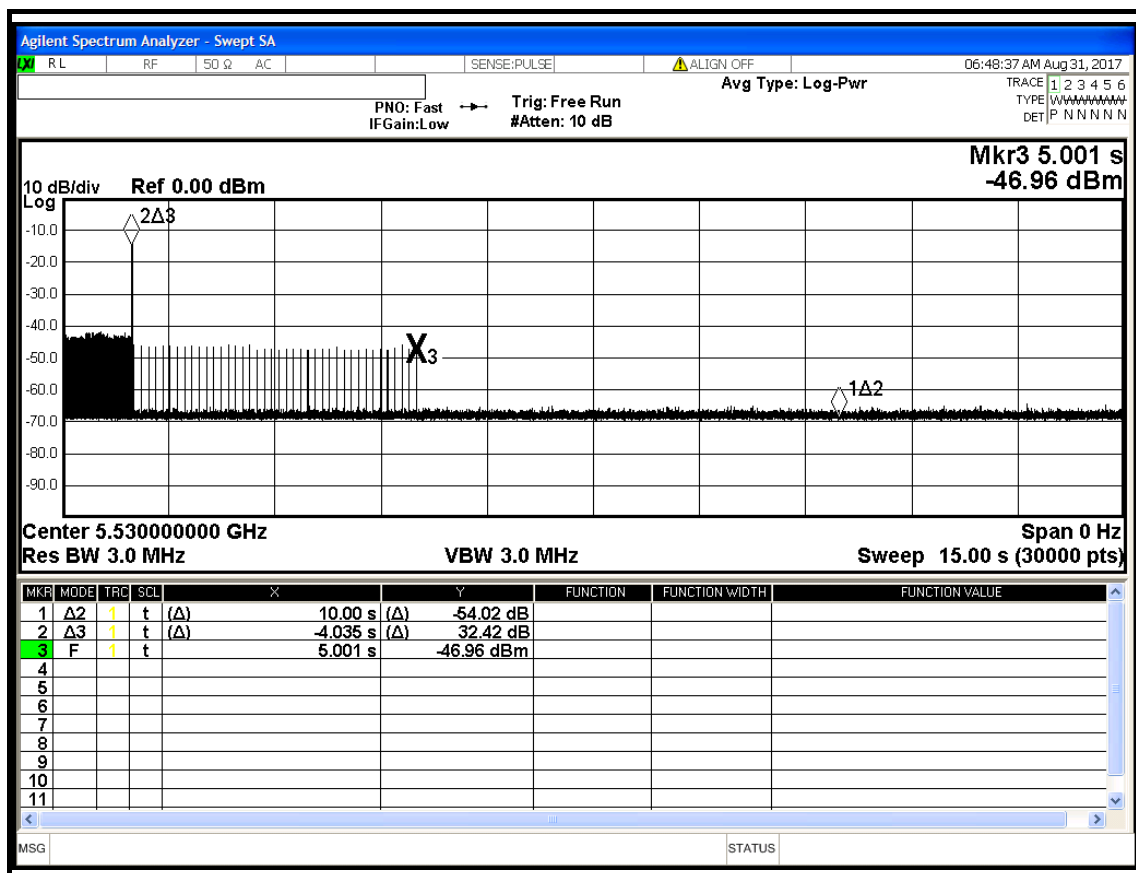 Agilent Spectrum Analyzer - Swept SA
LXI RL RF 50 Ω AC SENSE:PULSE ALIGN OFF 06:48:37 AM Aug 31, 2017
Avg Type: Log-Pwr TRACE 1 2 3 4 5 6
PNO: Fast Trig: Free Run TYPE
IFGain:Low #Atten: 10 dB DET P N N N N N
Mkr3 5.001 s
10 dB/div Ref 0.00 dBm -46.96 dBm
Log
2Δ3
-10.0
-20.0
-30.0
-40.0
X3
-50.0
-60.0
1Δ2
-70.0
-80.0
-90.0
Center 5.530000000 GHz Span 0 Hz
Res BW 3.0 MHz VBW 3.0 MHz Sweep 15.00 s (30000 pts)
MKR MODE TRC SCL X Y FUNCTION FUNCTION WIDTH FUNCTION VALUE
1 Δ2 1 t (Δ) 10.00 s (Δ) -54.02 dB
2 Δ3 1 t (Δ) -4.035 s (Δ) 32.42 dB
3 F 1 t 5.001 s -46.96 dBm
4
5
6
7
8
9
10
11
MSG STATUS